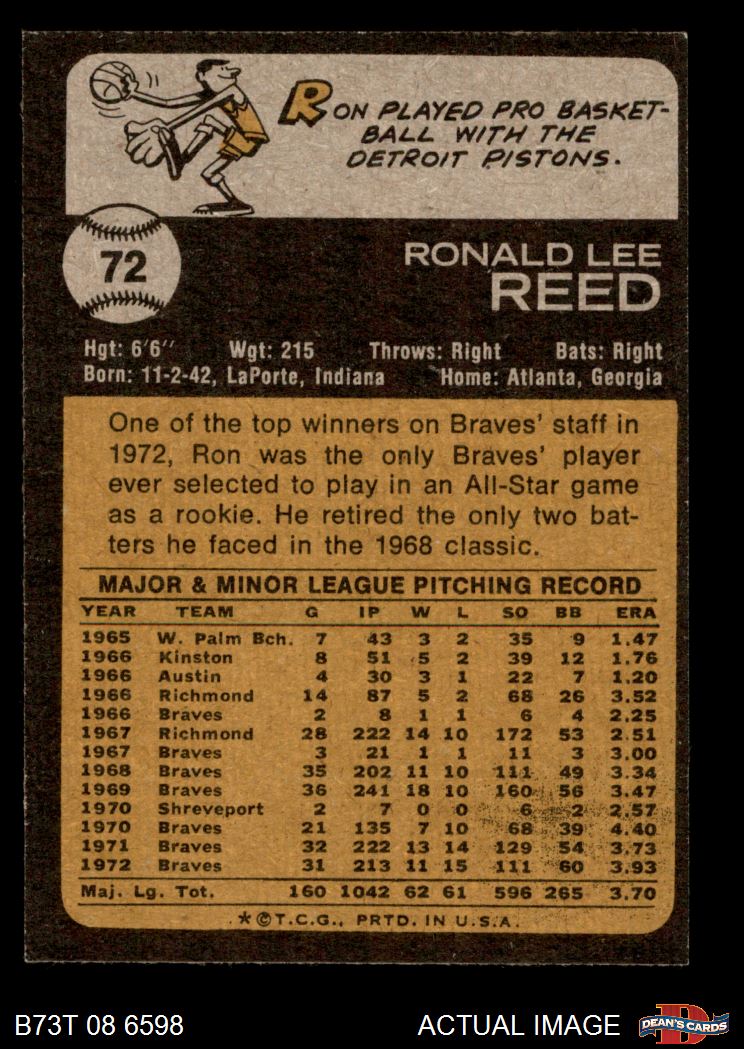 RON PLAYED PRO BASKET-
BALL WITH THE
DETROIT PISTONS.
72
RONALD LEE
REED
Hgt: 6'6" Wgt: 215 Throws: Right Bats: Right
Born: 11-2-42, LaPorte, Indiana Home: Atlanta, Georgia
One of the top winners on Braves' staff in
1972, Ron was the only Braves' player
ever selected to play in an All-Star game
as a rookie. He retired the only two bat-
ters he faced in the 1968 classic.
MAJOR & MINOR LEAGUE PITCHING RECORD
YEAR TEAM G IP W L SO BB ERA
1965 W. Palm Bch. 7 43 3 2 35 9 1.47
1966 Kinston 8 51 5 2 39 12 1.76
1966 Austin 4 30 3 1 22 7 1.20
1966 Richmond 14 87 5 2 68 26 3.52
1966 Braves 2 8 1 1 6 4 2.25
1967 Richmond 28 222 14 10 172 53 2.51
1967 Braves 3 21 1 1 11 3 3.00
1968 Braves 35 202 11 10 111 49 3.34
1969 Braves 36 241 18 10 160 56 3.47
1970 Shreveport 2 7 0 0 6 2 2.57
1970 Braves 21 135 7 10 68 39 4.40
1971 Braves 32 222 13 14 129 54 3.73
1972 Braves 31 213 11 15 111 60 3.93
Maj. Lg. Tot. 160 1042 62 61 596 265 3.70
*©T.C.G., PRTD. IN U.S.A.
B73T 08 6598 ACTUAL IMAGE D DEAN'S CARDS